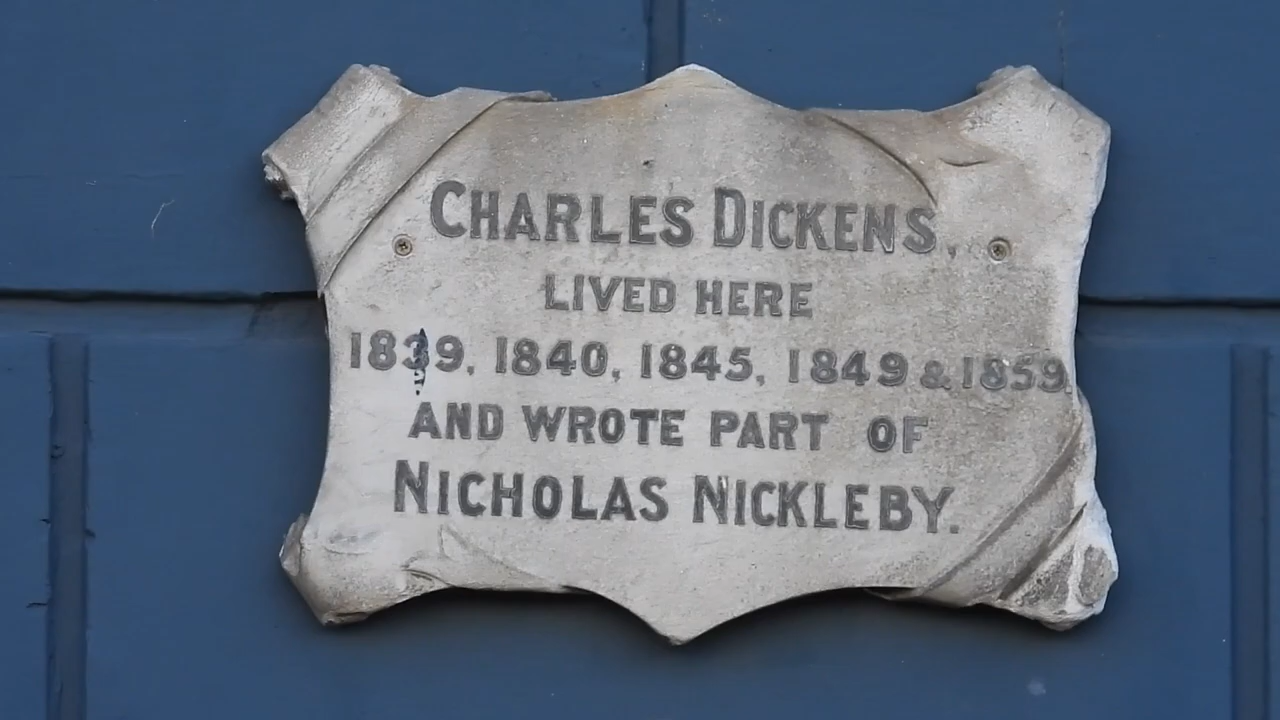 CHARLES DICKENS,
LIVED HERE
1839, 1840, 1845, 1849 & 1859.
AND WROTE PART OF
NICHOLAS NICKLEBY.